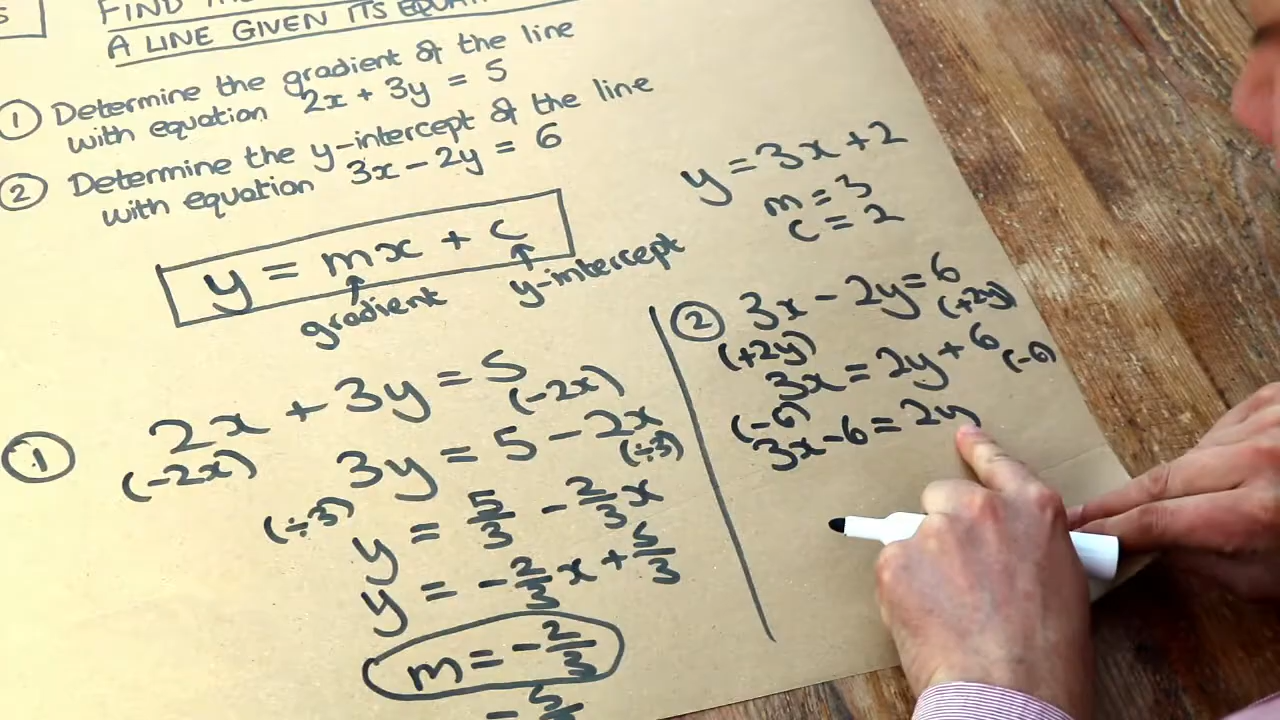 FIND
A LINE GIVEN ITS
① Determine the gradient of the line
with equation 2x + 3y = 5
② Determine the y-intercept of the line
with equation 3x - 2y = 6
y = mx + c
gradient
y-intercept
y = 3x + 2
m = 3
c = 2
① 2x + 3y = 5
(-2x) (-2x)
3y = 5 - 2x
(÷3) (÷3)
y = 5/3 - 2/3 x
y = - 2/3 x + 5/3
m = - 2/3
② 3x - 2y = 6
(+2y) (+2y)
3x = 2y + 6
(-6) (-6)
3x - 6 = 2y